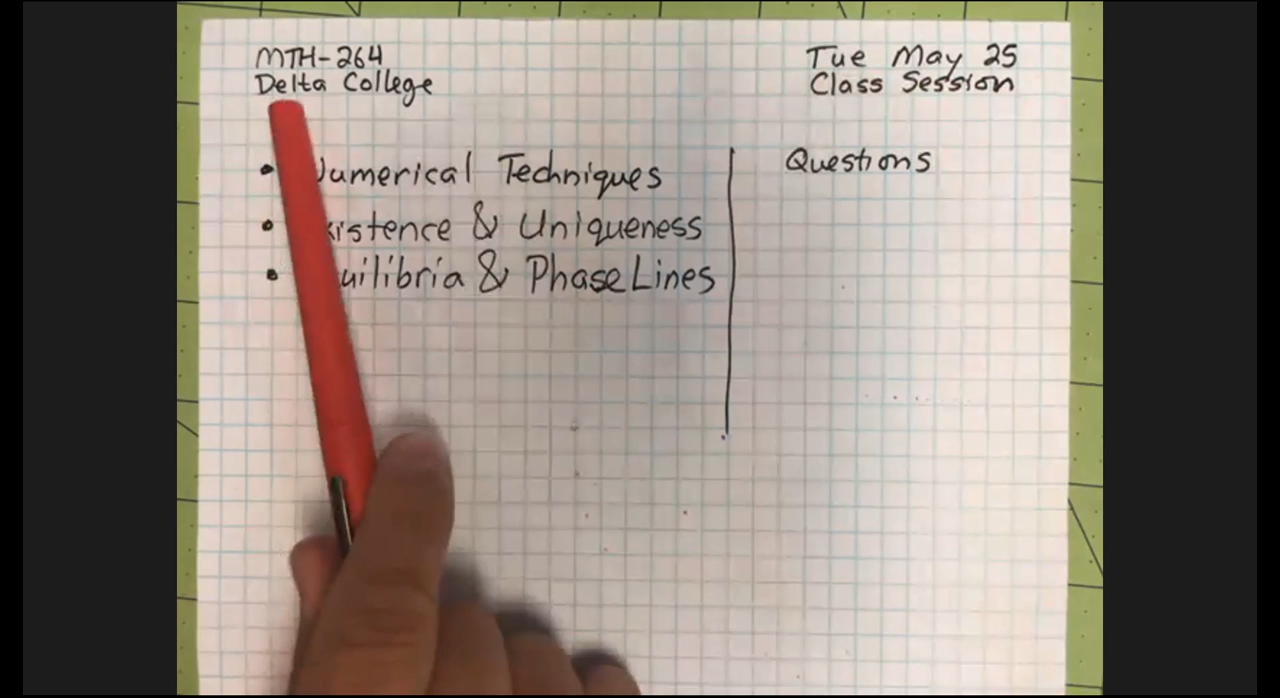 MTH-264
Delta College
Tue May 25
Class Session
• umerical Techniques
• xistence & Uniqueness
• uilibria & Phase Lines
Questions